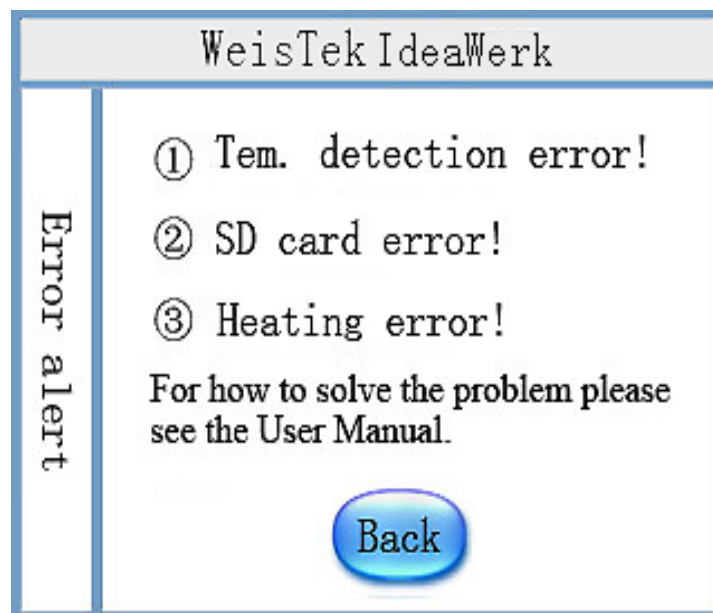 WeisTek IdeaWerk
Error alert
① Tem. detection error!
② SD card error!
③ Heating error!
For how to solve the problem please
see the User Manual.
Back